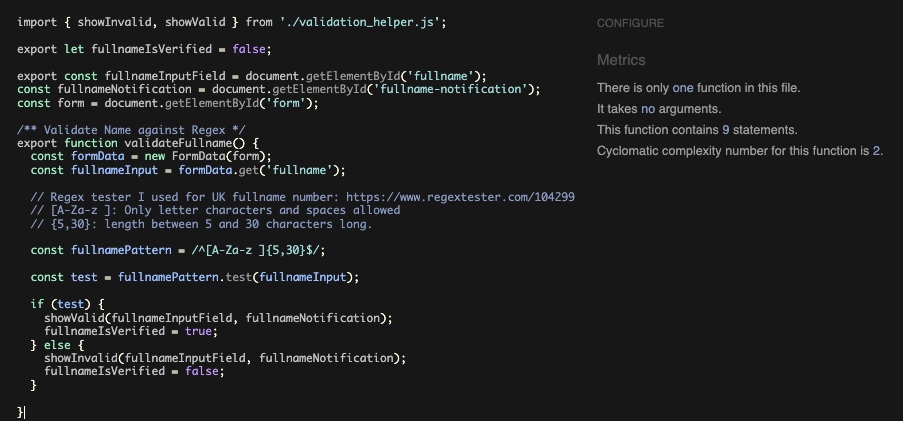 import { showInvalid, showValid } from './validation_helper.js';
export let fullnameIsVerified = false;
export const fullnameInputField = document.getElementById('fullname');
const fullnameNotification = document.getElementById('fullname-notification');
const form = document.getElementById('form');
/** Validate Name against Regex */
export function validateFullname() {
  const formData = new FormData(form);
  const fullnameInput = formData.get('fullname');
  // Regex tester I used for UK fullname number: https://www.regextester.com/104299
  // [A-Za-z ]: Only letter characters and spaces allowed
  // {5,30}: length between 5 and 30 characters long.
  const fullnamePattern = /^[A-Za-z ]{5,30}$/;
  const test = fullnamePattern.test(fullnameInput);
  if (test) {
    showValid(fullnameInputField, fullnameNotification);
    fullnameIsVerified = true;
  } else {
    showInvalid(fullnameInputField, fullnameNotification);
    fullnameIsVerified = false;
  }
}
CONFIGURE
Metrics
There is only one function in this file.
It takes no arguments.
This function contains 9 statements.
Cyclomatic complexity number for this function is 2.